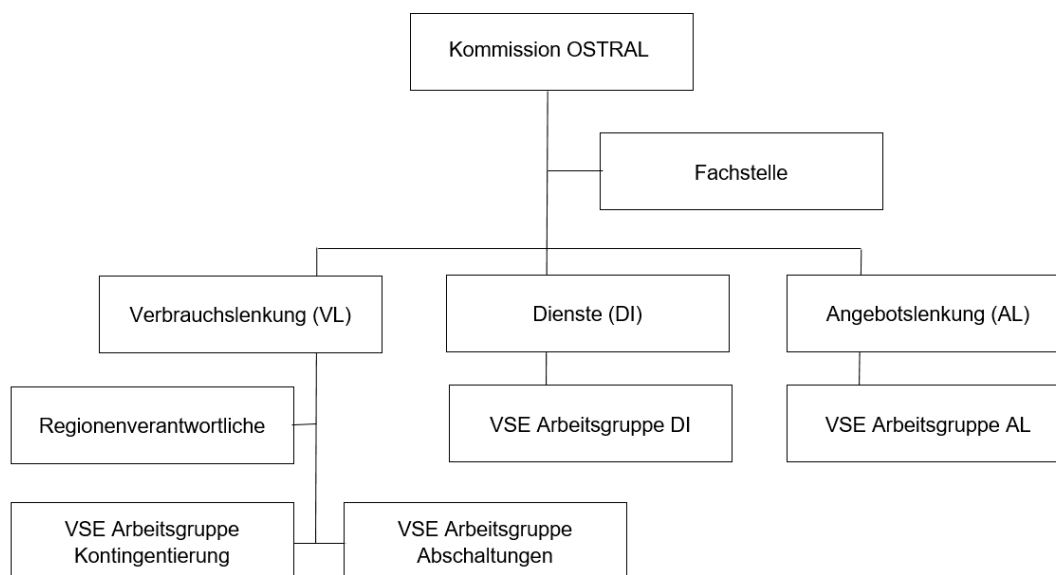 Kommission OSTRAL
Fachstelle
Verbrauchslenkung (VL)
Dienste (DI)
Angebotslenkung (AL)
Regionenverantwortliche
VSE Arbeitsgruppe DI
VSE Arbeitsgruppe AL
VSE Arbeitsgruppe
Kontingentierung
VSE Arbeitsgruppe
Abschaltungen